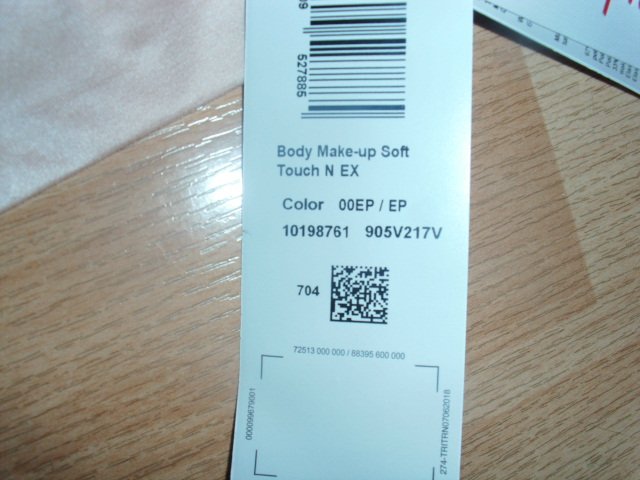 527885
Body Make-up Soft
Touch N EX
Color 00EP / EP
10198761 905V217V
704
72513 000 000 / 88395 600 000
0000099679001
274-TRITRN07062018